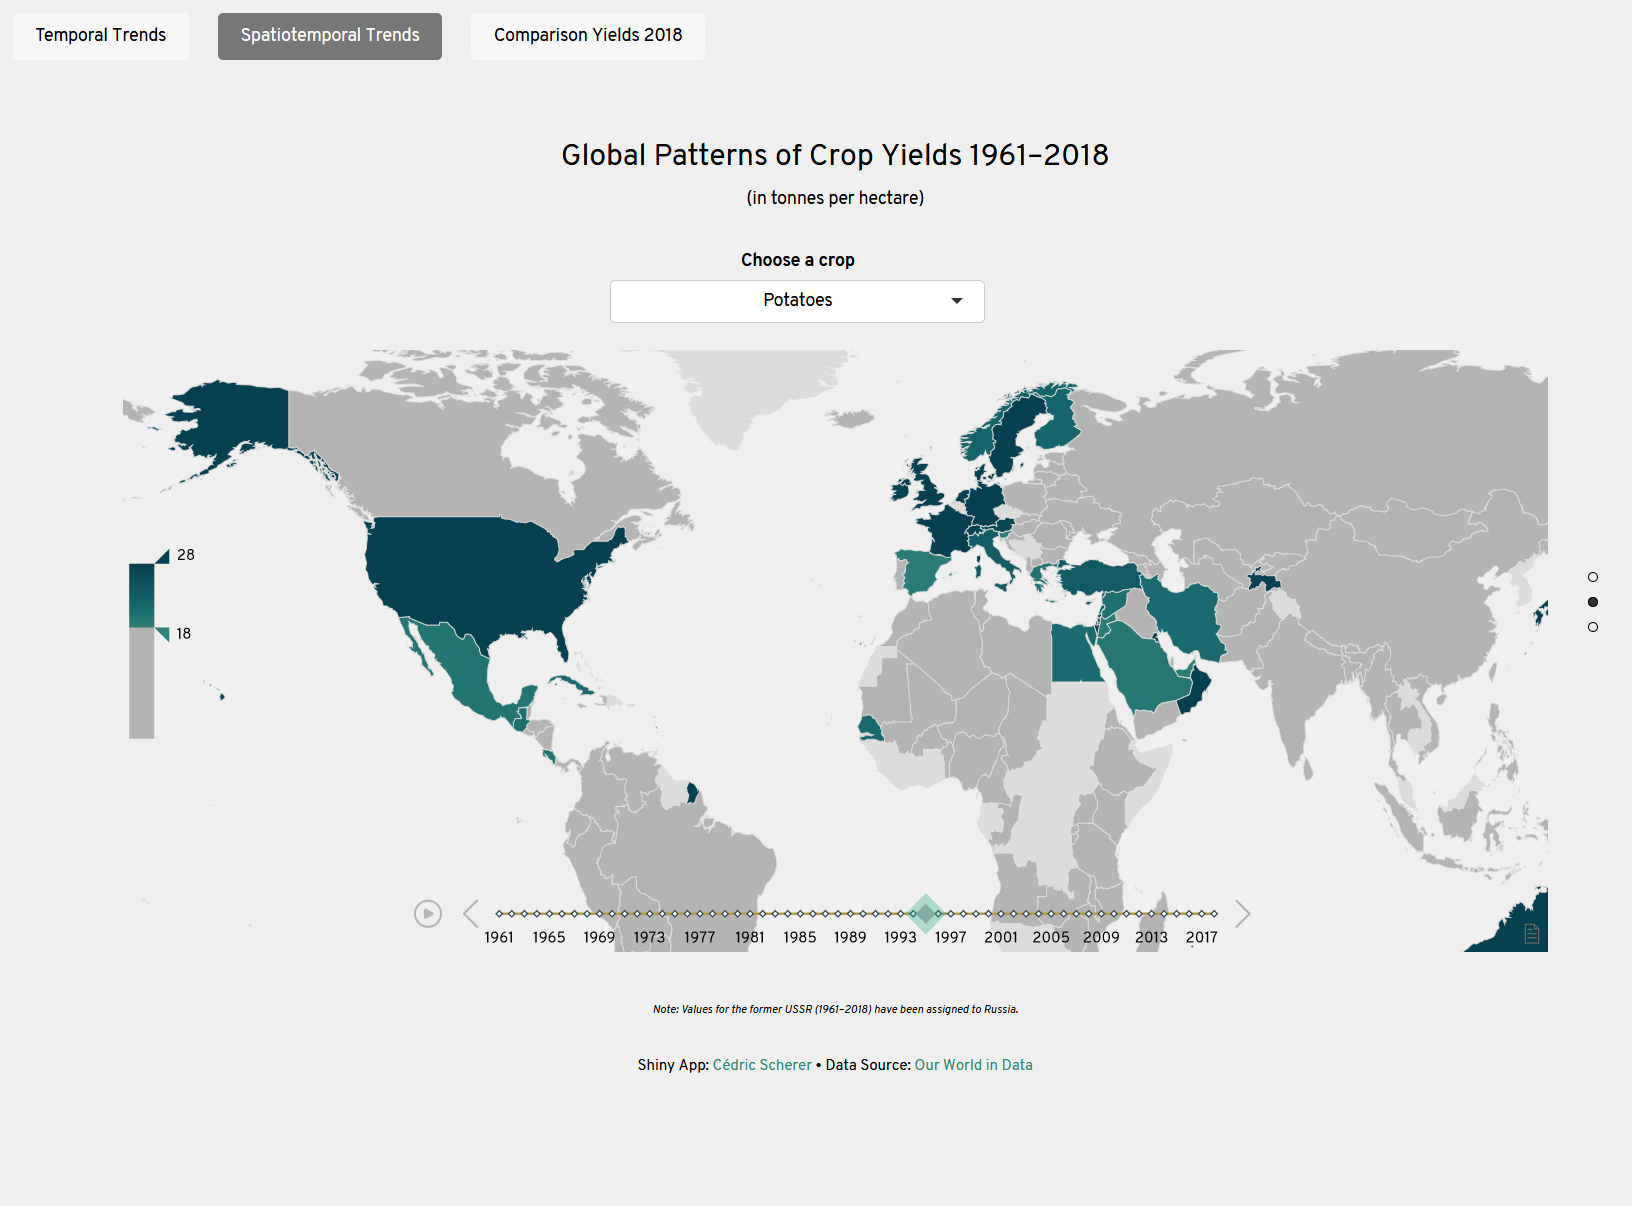 Temporal Trends
Spatiotemporal Trends
Comparison Yields 2018
Global Patterns of Crop Yields 1961–2018
(in tonnes per hectare)
Choose a crop
Potatoes
28
18
1961 1965 1969 1973 1977 1981 1985 1989 1993 1997 2001 2005 2009 2013 2017
Note: Values for the former USSR (1961–2018) have been assigned to Russia.
Shiny App: Cédric Scherer • Data Source: Our World in Data